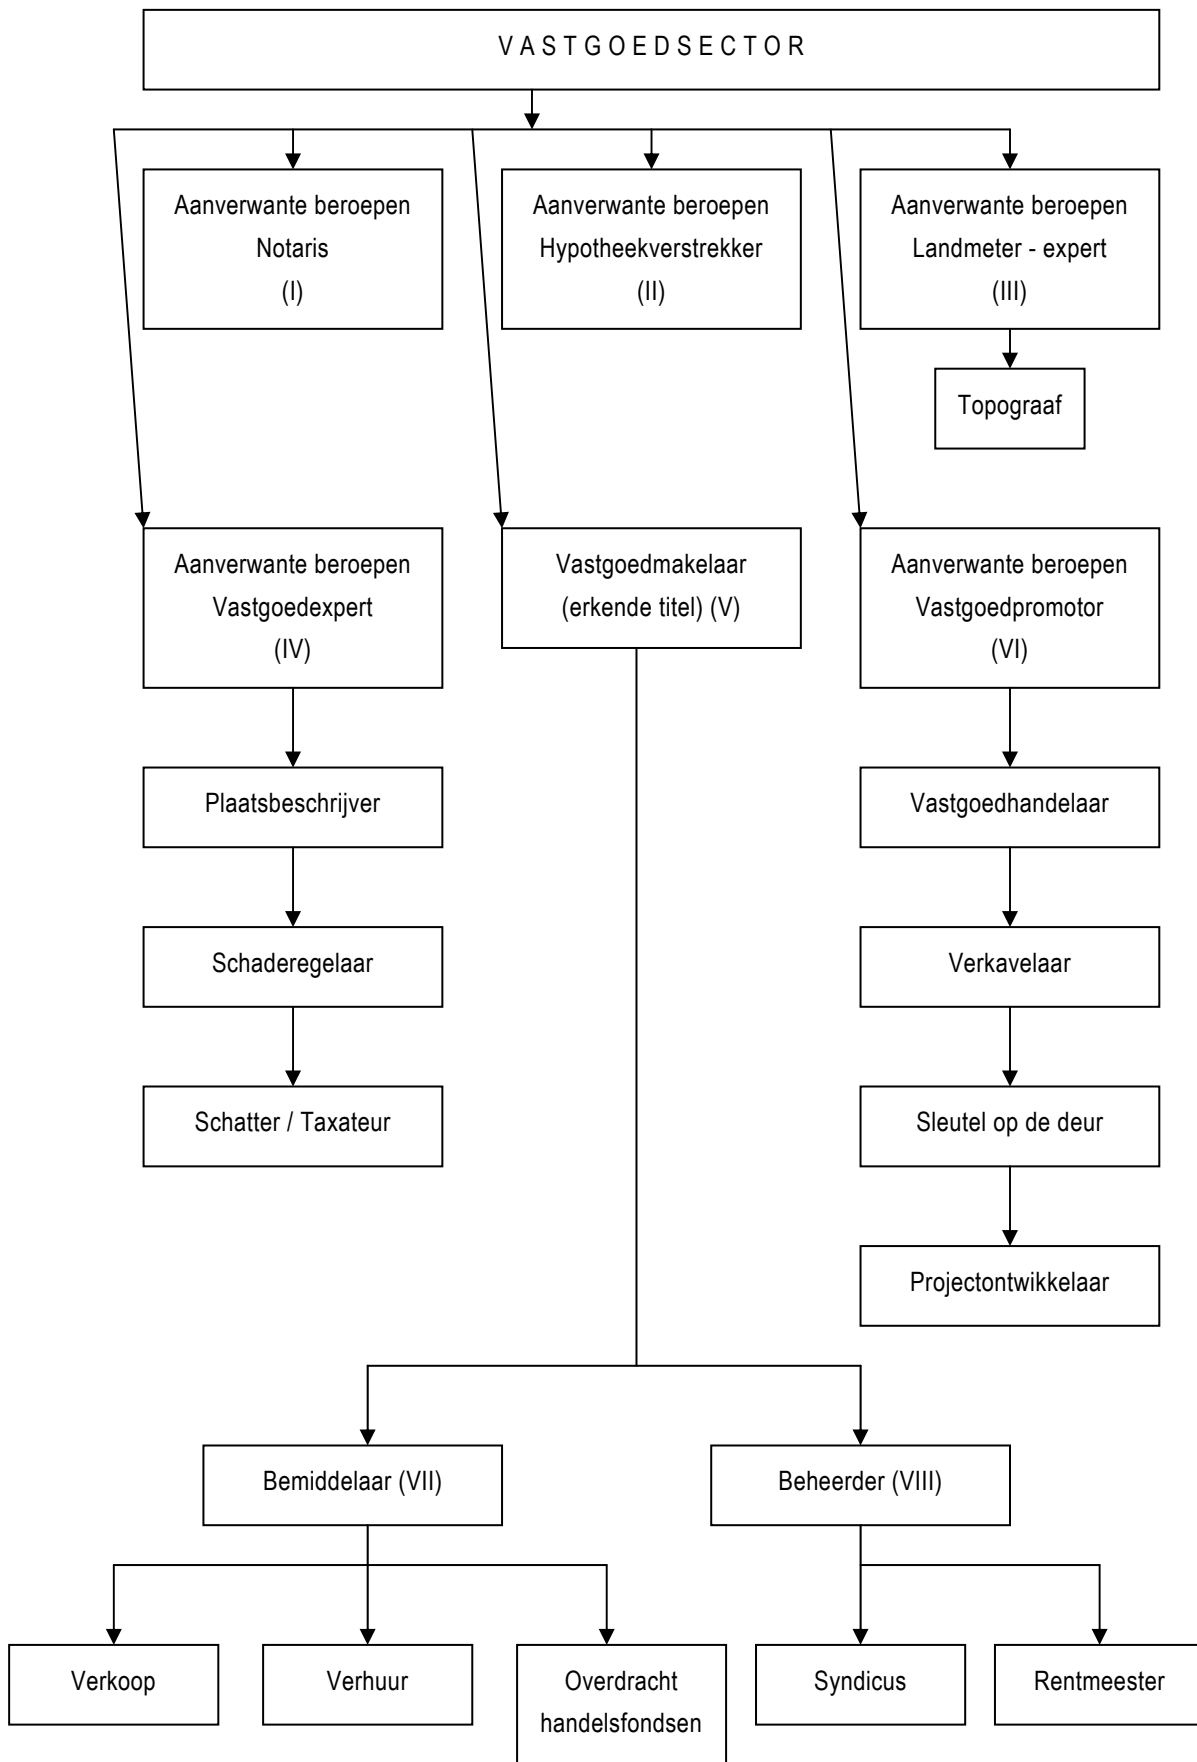 VASTGOEDSECTOR
Aanverwante beroepen
Notaris
(I)
Aanverwante beroepen
Hypotheekverstrekker
(II)
Aanverwante beroepen
Landmeter - expert
(III)
Topograaf
Aanverwante beroepen
Vastgoedexpert
(IV)
Vastgoedmakelaar
(erkende titel) (V)
Aanverwante beroepen
Vastgoedpromotor
(VI)
Plaatsbeschrijver
Vastgoedhandelaar
Schaderegelaar
Verkavelaar
Schatter / Taxateur
Sleutel op de deur
Projectontwikkelaar
Bemiddelaar (VII)
Beheerder (VIII)
Verkoop
Verhuur
Overdracht
handelsfondsen
Syndicus
Rentmeester